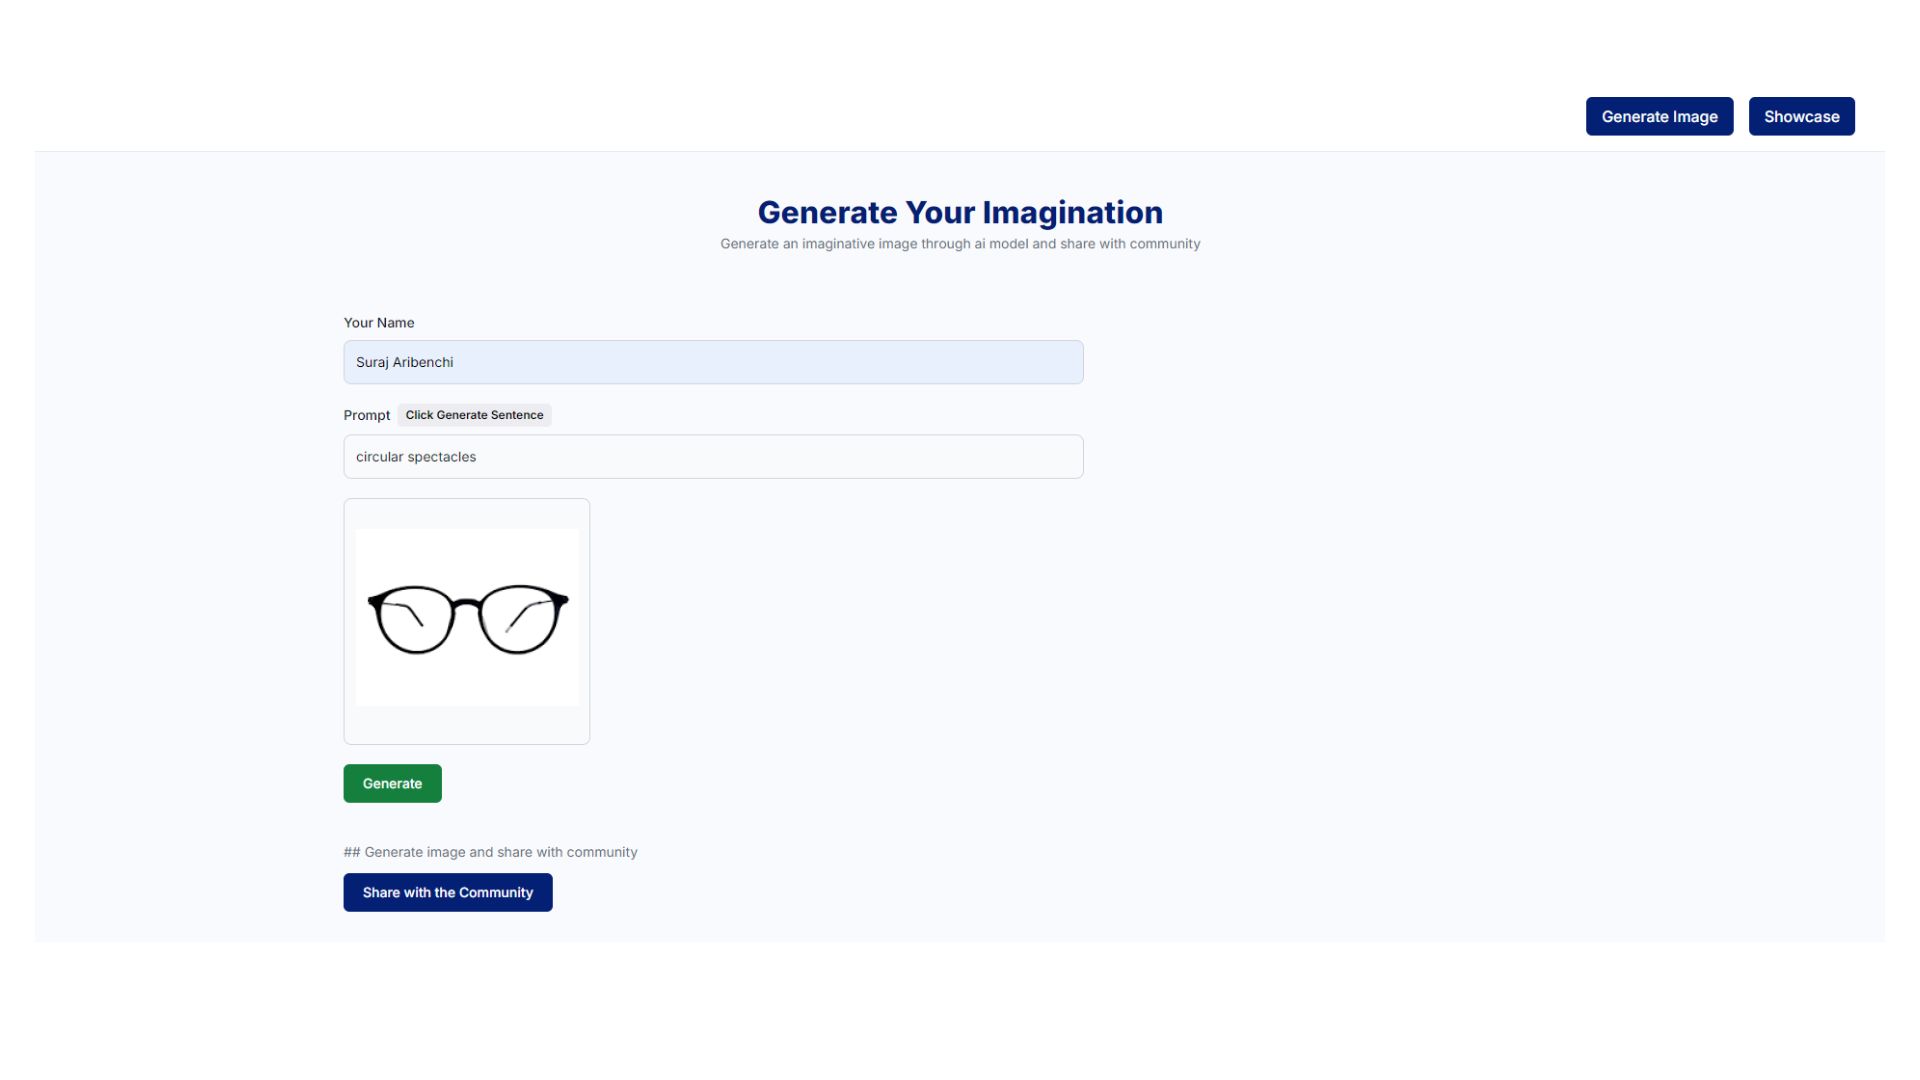 Generate Image Showcase
Generate Your Imagination
Generate an imaginative image through ai model and share with community
Your Name
Suraj Aribenchi
Prompt Click Generate Sentence
circular spectacles
Generate
## Generate image and share with community
Share with the Community